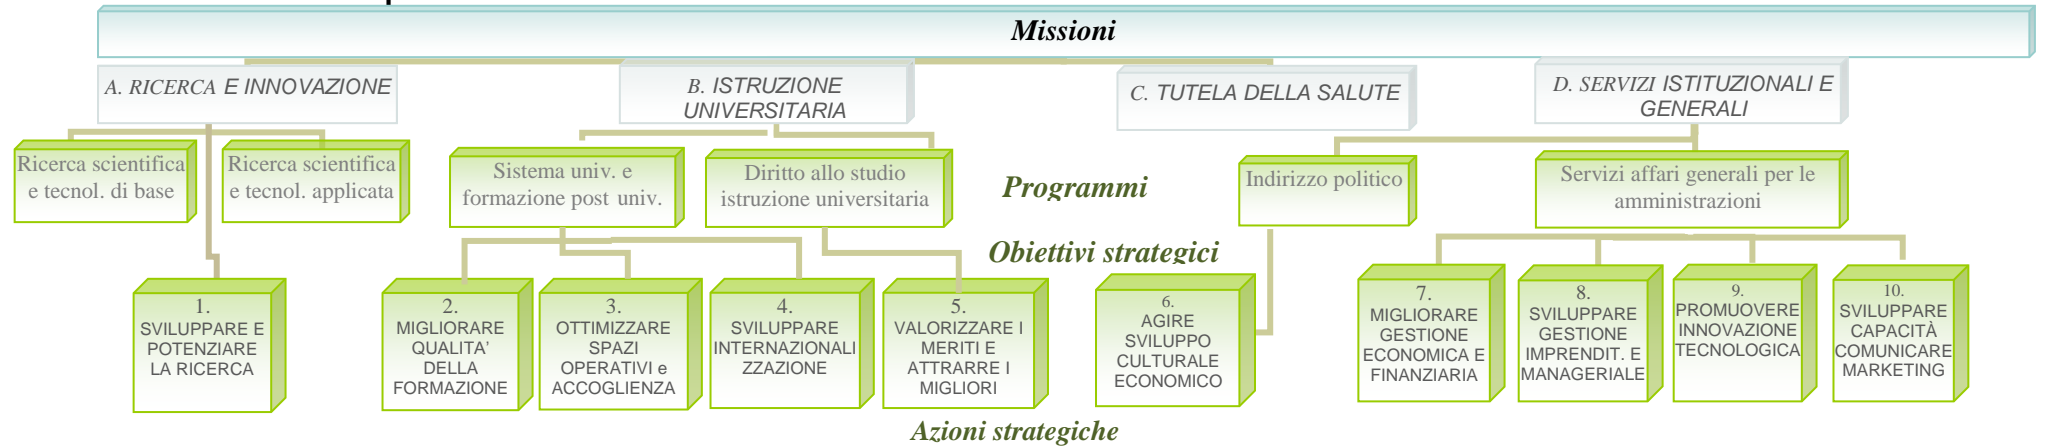 Missioni
A. RICERCA E INNOVAZIONE
B. ISTRUZIONE
UNIVERSITARIA
C. TUTELA DELLA SALUTE
D. SERVIZI ISTITUZIONALI E
GENERALI
Ricerca scientifica
e tecnol. di base
Ricerca scientifica
e tecnol. applicata
Sistema univ. e
formazione post univ.
Diritto allo studio
istruzione universitaria
Programmi
Indirizzo politico
Servizi affari generali per le
amministrazioni
Obiettivi strategici
1.
SVILUPPARE E
POTENZIARE
LA RICERCA
2.
MIGLIORARE
QUALITA'
DELLA
FORMAZIONE
3.
OTTIMIZZARE
SPAZI
OPERATIVI e
ACCOGLIENZA
4.
SVILUPPARE
INTERNAZIONALI
ZZAZIONE
5.
VALORIZZARE I
MERITI E
ATTRARRE I
MIGLIORI
6.
AGIRE
SVILUPPO
CULTURALE
ECONOMICO
7.
MIGLIORARE
GESTIONE
ECONOMICA E
FINANZIARIA
8.
SVILUPPARE
GESTIONE
IMPRENDIT. E
MANAGERIALE
9.
PROMUOVERE
INNOVAZIONE
TECNOLOGICA
10.
SVILUPPARE
CAPACITÀ
COMUNICARE
MARKETING
Azioni strategiche